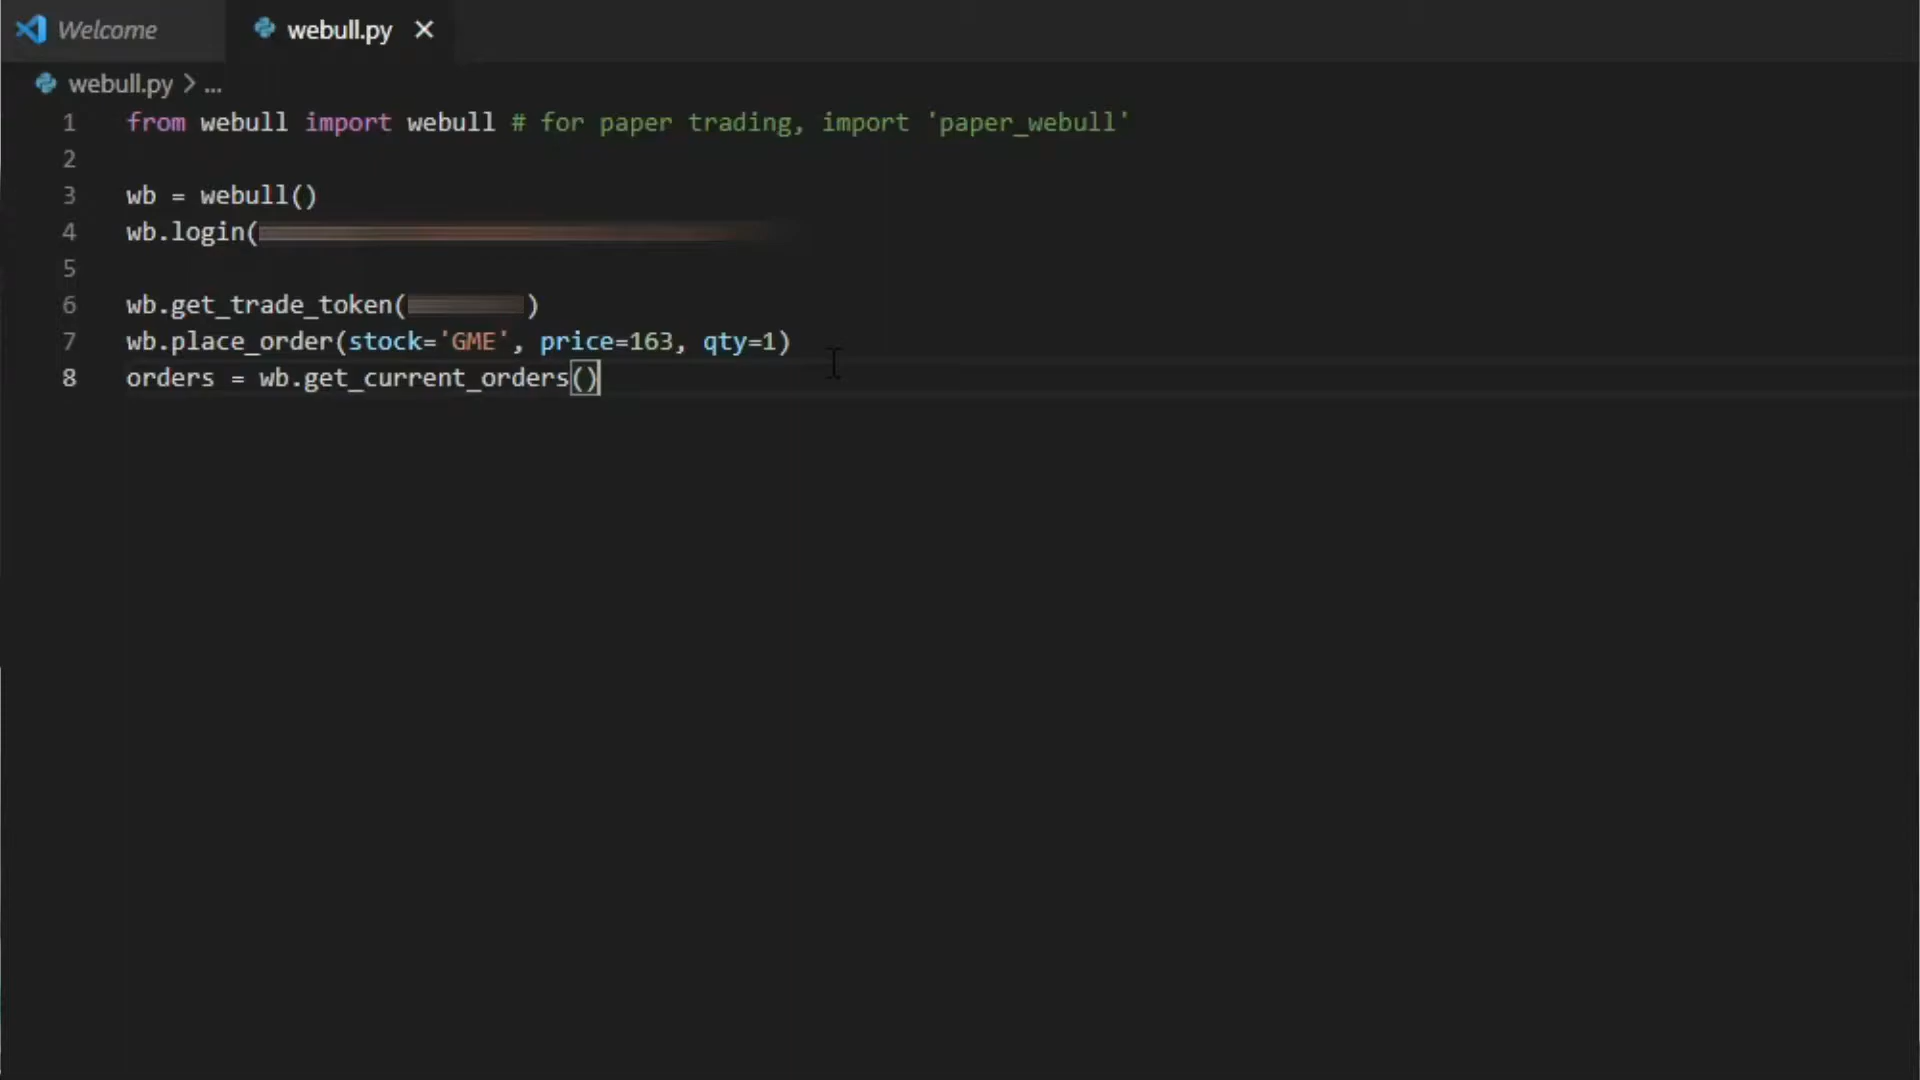 Welcome
webull.py
webull.py > ...
1 from webull import webull # for paper trading, import 'paper_webull'
2
3 wb = webull()
4 wb.login(
5
6 wb.get_trade_token( )
7 wb.place_order(stock='GME', price=163, qty=1)
8 orders = wb.get_current_orders()